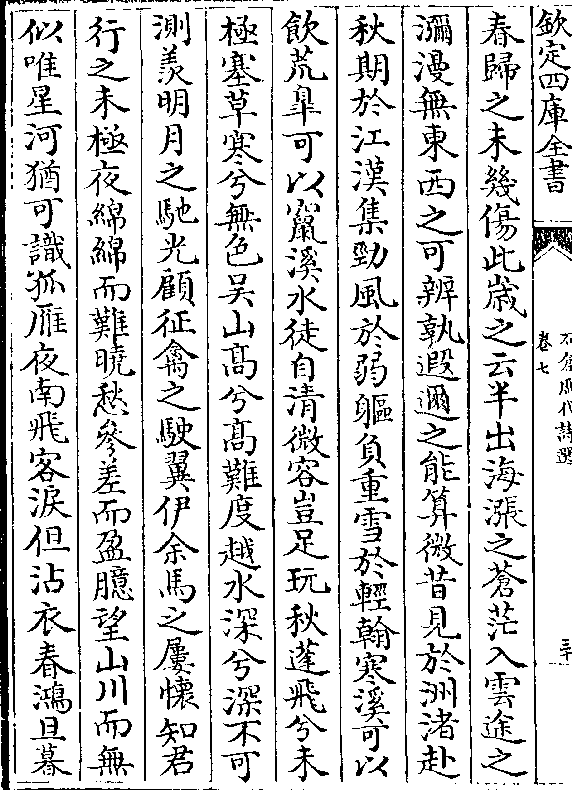 欽定四庫全書
石倉歷代詩選
卷七
三十
春歸之未幾傷此歲之云半出海漲之蒼茫入雲途之
瀰漫無東西之可辨孰遐邇之能算微昔見於洲渚赴
秋期於江漢集勁風於弱軀負重雪於輕翰寒溪可以
飲荒皐可以竄溪水徒自清微容豈足玩秋蓬飛兮未
極塞草寒兮無色吳山髙兮髙難度越水深兮深不可
測羡明月之馳光顧征禽之駛翼伊余馬之屢懷知君
行之未極夜綿綿而難曉愁參差而盈臆望山川而無
似唯星河猶可識孤雁夜南飛客淚但沾衣春鴻旦暮